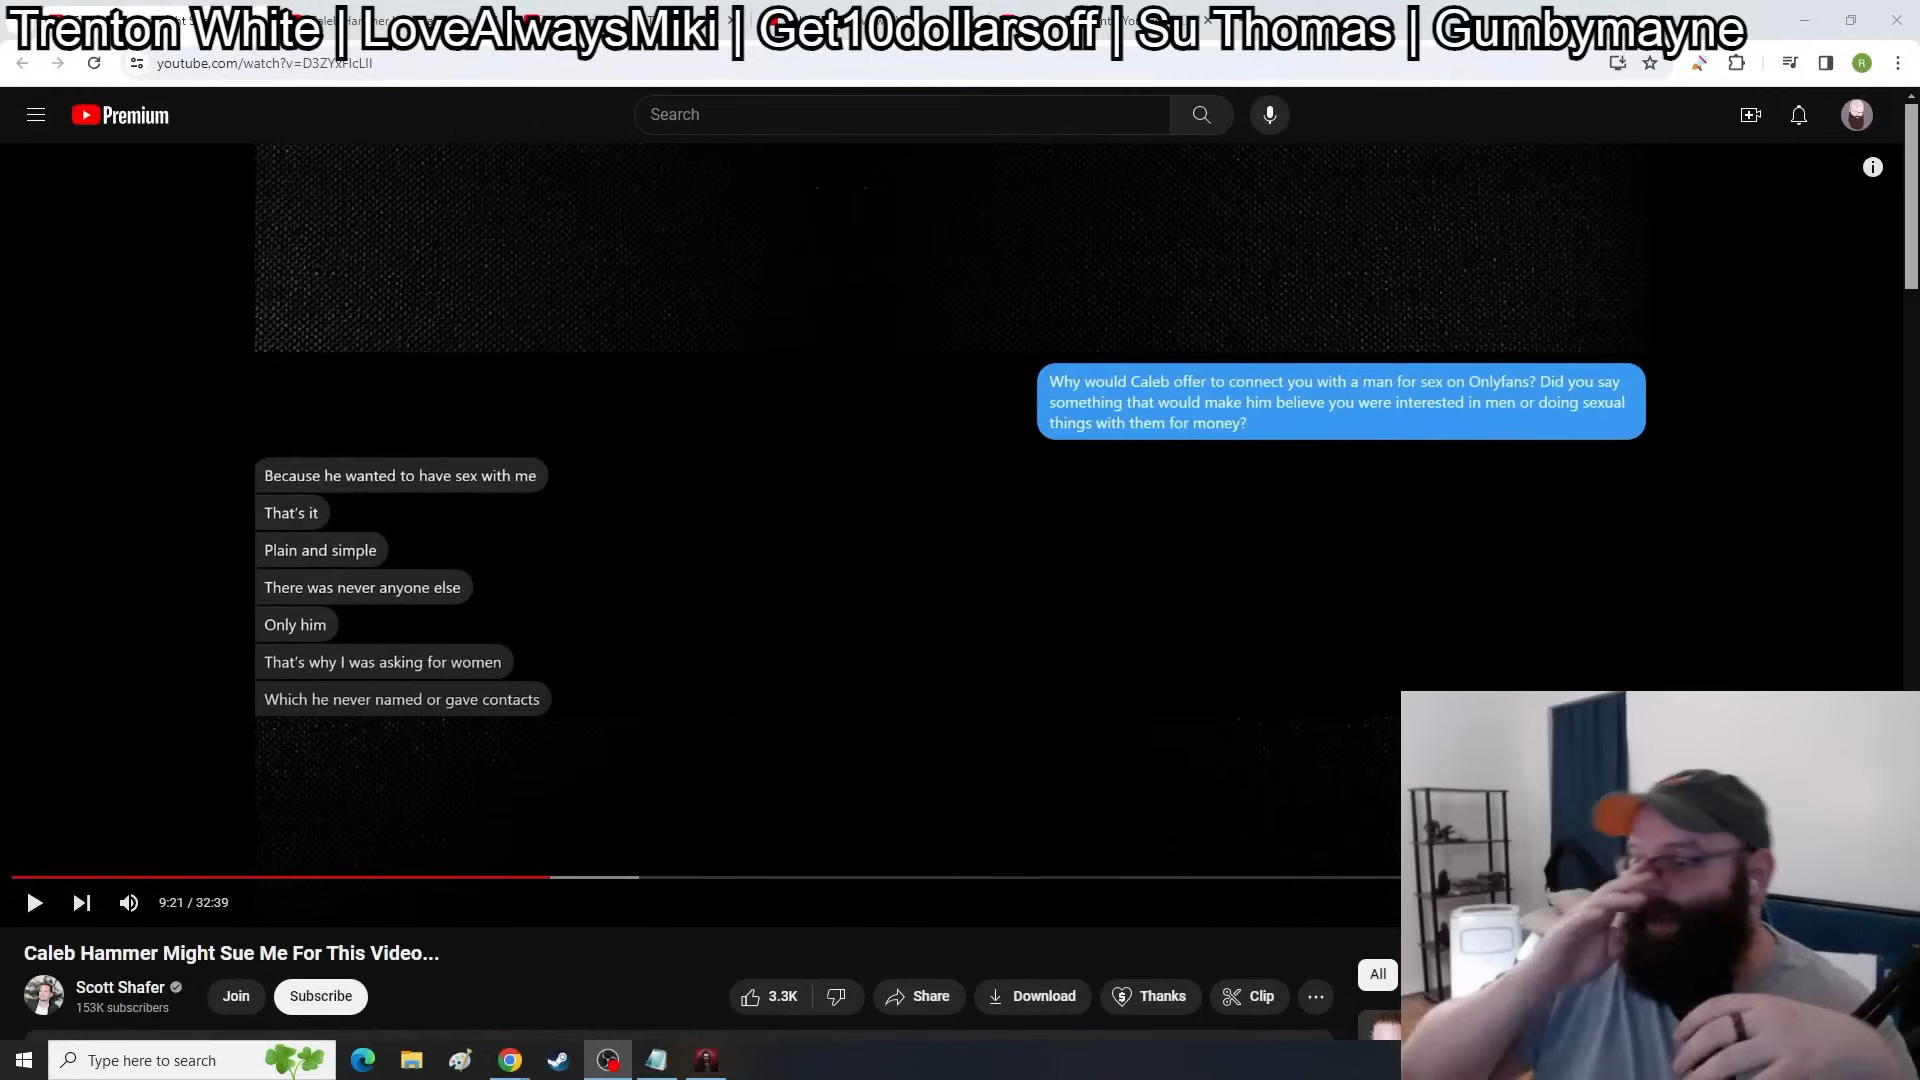 Trenton White | LoveAlwaysMiki | Get10dollarsoff | Su Thomas | Gumbymayne
youtube.com/watch?v=D3ZYxFIcLII
R
Premium
Search
Why would Caleb offer to connect you with a man for sex on Onlyfans? Did you say
something that would make him believe you were interested in men or doing sexual
things with them for money?
Because he wanted to have sex with me
That's it
Plain and simple
There was never anyone else
Only him
That's why I was asking for women
Which he never named or gave contacts
9:21 / 32:39
Caleb Hammer Might Sue Me For This Video...
Scott Shafer
153K subscribers
Join
Subscribe
3.3K
Share
Download
Thanks
Clip
All
Type here to search